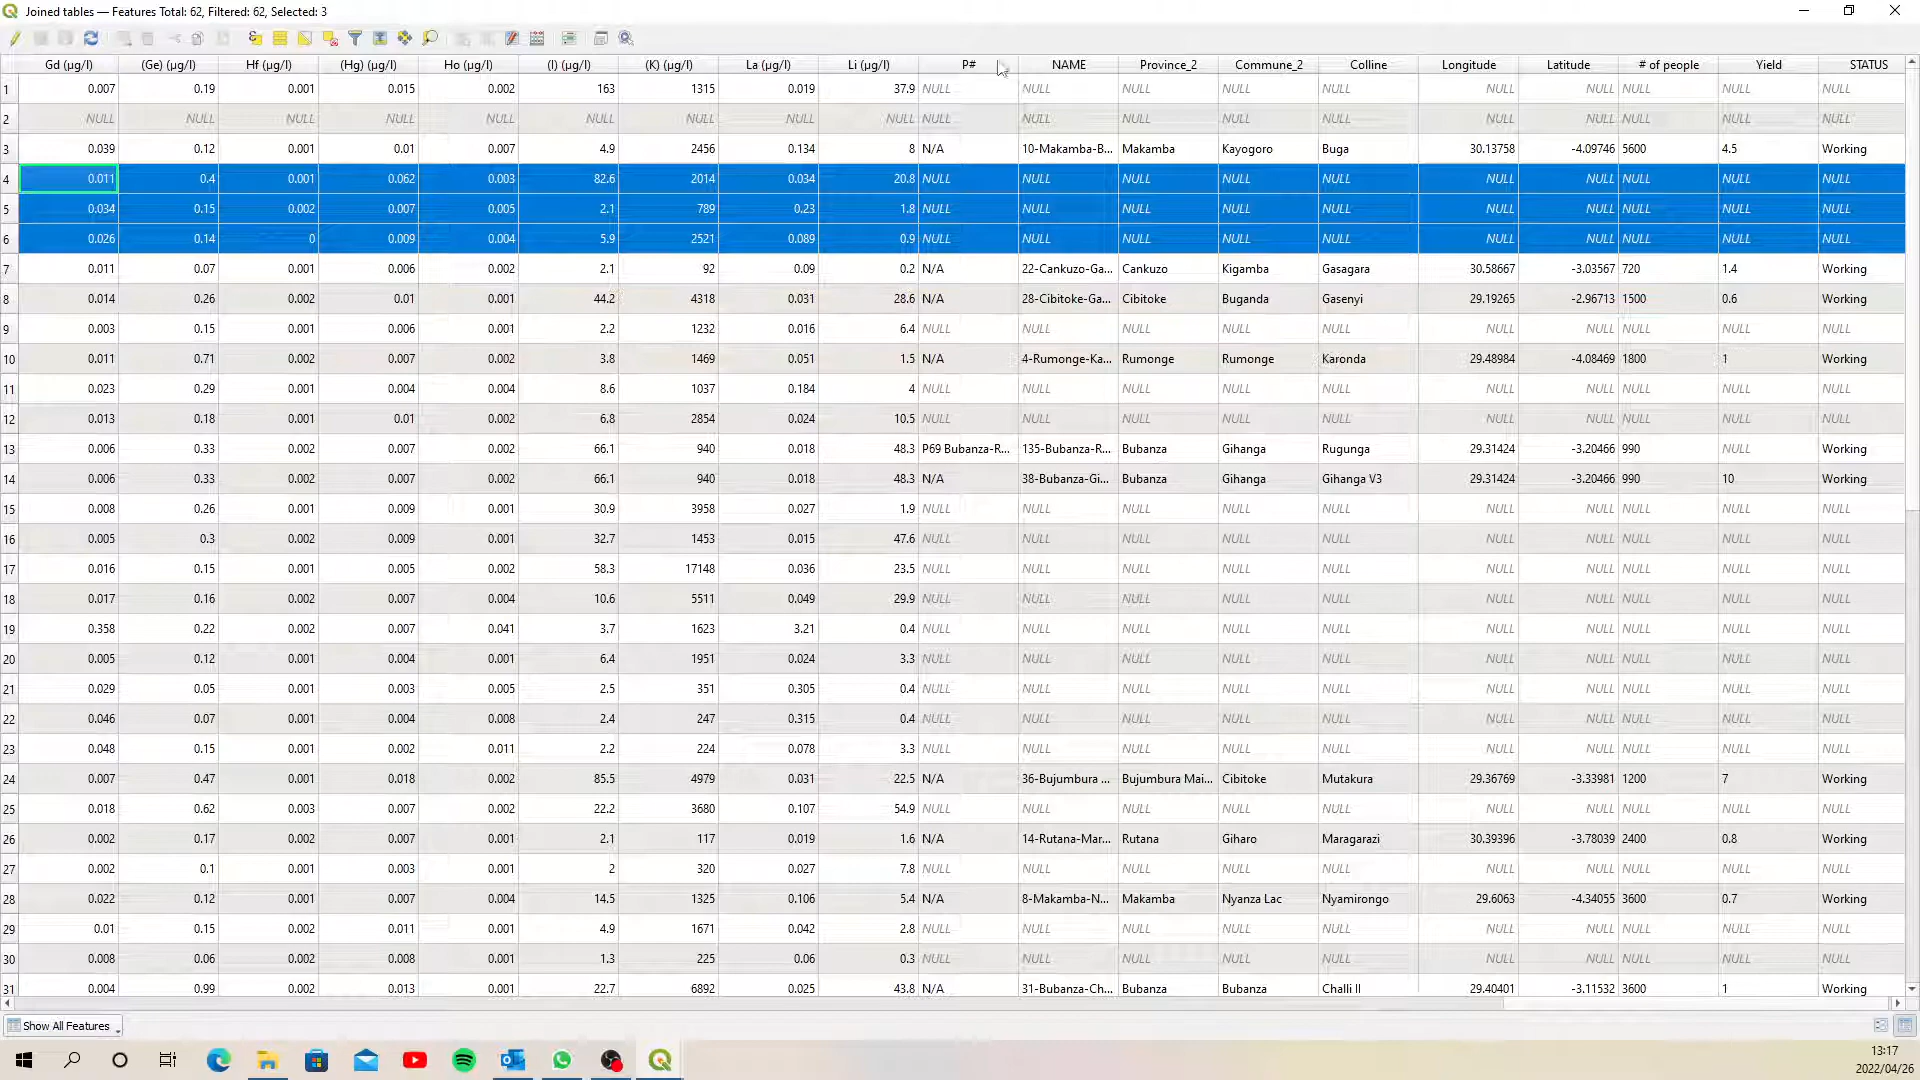 Joined tables — Features Total: 62, Filtered: 62, Selected: 3
Gd (µg/l) (Ge) (µg/l) Hf (µg/l) (Hg) (µg/l) Ho (µg/l) (I) (µg/l) (K) (µg/l) La (µg/l) Li (µg/l) P# NAME Province_2 Commune_2 Colline Longitude Latitude # of people Yield STATUS
1 0.007 0.19 0.001 0.015 0.002 163 1315 0.019 37.9 NULL NULL NULL NULL NULL NULL NULL NULL NULL NULL
2 NULL NULL NULL NULL NULL NULL NULL NULL NULL NULL NULL NULL NULL NULL NULL NULL NULL NULL NULL
3 0.039 0.12 0.001 0.01 0.007 4.9 2456 0.134 8 N/A 10-Makamba-B... Makamba Kayogoro Buga 30.13758 -4.09746 5600 4.5 Working
4 0.011 0.4 0.001 0.062 0.003 82.6 2014 0.034 20.8 NULL NULL NULL NULL NULL NULL NULL NULL NULL NULL
5 0.034 0.15 0.002 0.007 0.005 2.1 789 0.23 1.8 NULL NULL NULL NULL NULL NULL NULL NULL NULL NULL
6 0.026 0.14 0 0.009 0.004 5.9 2521 0.089 0.9 NULL NULL NULL NULL NULL NULL NULL NULL NULL NULL
7 0.011 0.07 0.001 0.006 0.002 2.1 92 0.09 0.2 N/A 22-Cankuzo-Ga... Cankuzo Kigamba Gasagara 30.58667 -3.03567 720 1.4 Working
8 0.014 0.26 0.002 0.01 0.001 44.2 4318 0.031 28.6 N/A 28-Cibitoke-Ga... Cibitoke Buganda Gasenyi 29.19265 -2.96713 1500 0.6 Working
9 0.003 0.15 0.001 0.006 0.001 2.2 1232 0.016 6.4 NULL NULL NULL NULL NULL NULL NULL NULL NULL NULL
10 0.011 0.71 0.002 0.007 0.002 3.8 1469 0.051 1.5 N/A 4-Rumonge-Ka... Rumonge Rumonge Karonda 29.48984 -4.08469 1800 1 Working
11 0.023 0.29 0.001 0.004 0.004 8.6 1037 0.184 4 NULL NULL NULL NULL NULL NULL NULL NULL NULL NULL
12 0.013 0.18 0.001 0.01 0.002 6.8 2854 0.024 10.5 NULL NULL NULL NULL NULL NULL NULL NULL NULL NULL
13 0.006 0.33 0.002 0.007 0.002 66.1 940 0.018 48.3 P69 Bubanza-R... 135-Bubanza-R... Bubanza Gihanga Rugunga 29.31424 -3.20466 990 NULL Working
14 0.006 0.33 0.002 0.007 0.002 66.1 940 0.018 48.3 N/A 38-Bubanza-Gi... Bubanza Gihanga Gihanga V3 29.31424 -3.20466 990 10 Working
15 0.008 0.26 0.001 0.009 0.001 30.9 3958 0.027 1.9 NULL NULL NULL NULL NULL NULL NULL NULL NULL NULL
16 0.005 0.3 0.002 0.009 0.001 32.7 1453 0.015 47.6 NULL NULL NULL NULL NULL NULL NULL NULL NULL NULL
17 0.016 0.15 0.001 0.005 0.002 58.3 17148 0.036 23.5 NULL NULL NULL NULL NULL NULL NULL NULL NULL NULL
18 0.017 0.16 0.002 0.007 0.004 10.6 5511 0.049 29.9 NULL NULL NULL NULL NULL NULL NULL NULL NULL NULL
19 0.358 0.22 0.002 0.007 0.041 3.7 1623 3.21 0.4 NULL NULL NULL NULL NULL NULL NULL NULL NULL NULL
20 0.005 0.12 0.001 0.004 0.001 6.4 1951 0.024 3.3 NULL NULL NULL NULL NULL NULL NULL NULL NULL NULL
21 0.029 0.05 0.001 0.003 0.005 2.5 351 0.305 0.4 NULL NULL NULL NULL NULL NULL NULL NULL NULL NULL
22 0.046 0.07 0.001 0.004 0.008 2.4 247 0.315 0.4 NULL NULL NULL NULL NULL NULL NULL NULL NULL NULL
23 0.048 0.15 0.001 0.002 0.011 2.2 224 0.078 3.3 NULL NULL NULL NULL NULL NULL NULL NULL NULL NULL
24 0.007 0.47 0.001 0.018 0.002 85.5 4979 0.031 22.5 N/A 36-Bujumbura ... Bujumbura Mai... Cibitoke Mutakura 29.36769 -3.33981 1200 7 Working
25 0.018 0.62 0.003 0.007 0.002 22.2 3680 0.107 54.9 NULL NULL NULL NULL NULL NULL NULL NULL NULL NULL
26 0.002 0.17 0.002 0.007 0.001 2.1 117 0.019 1.6 N/A 14-Rutana-Mar... Rutana Giharo Maragarazi 30.39396 -3.78039 2400 0.8 Working
27 0.002 0.1 0.001 0.003 0.001 2 320 0.027 7.8 NULL NULL NULL NULL NULL NULL NULL NULL NULL NULL
28 0.022 0.12 0.001 0.007 0.004 14.5 1325 0.106 5.4 N/A 8-Makamba-N... Makamba Nyanza Lac Nyamirongo 29.6063 -4.34055 3600 0.7 Working
29 0.01 0.15 0.002 0.011 0.001 4.9 1671 0.042 2.8 NULL NULL NULL NULL NULL NULL NULL NULL NULL NULL
30 0.008 0.06 0.002 0.008 0.001 1.3 225 0.06 0.3 NULL NULL NULL NULL NULL NULL NULL NULL NULL NULL
31 0.004 0.99 0.002 0.013 0.001 22.7 6892 0.025 43.8 N/A 31-Bubanza-Ch... Bubanza Bubanza Challi II 29.40401 -3.11532 3600 1 Working
Show All Features
13:17
2022/04/26